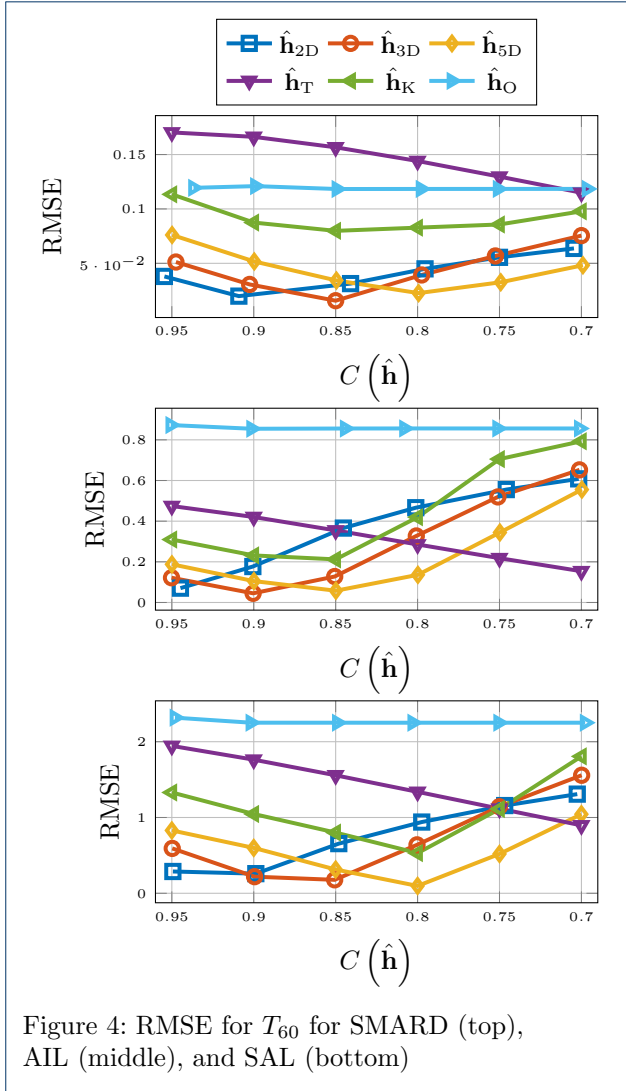 ĥ2D ĥ3D ĥ5D
ĥT ĥK ĥO
0.15
0.1
5 · 10−2
RMSE
0.95 0.9 0.85 0.8 0.75 0.7
C (ĥ)
0.8
0.6
0.4
0.2
0
RMSE
0.95 0.9 0.85 0.8 0.75 0.7
C (ĥ)
2
1
0
RMSE
0.95 0.9 0.85 0.8 0.75 0.7
C (ĥ)
Figure 4: RMSE for T60 for SMARD (top),
AIL (middle), and SAL (bottom)